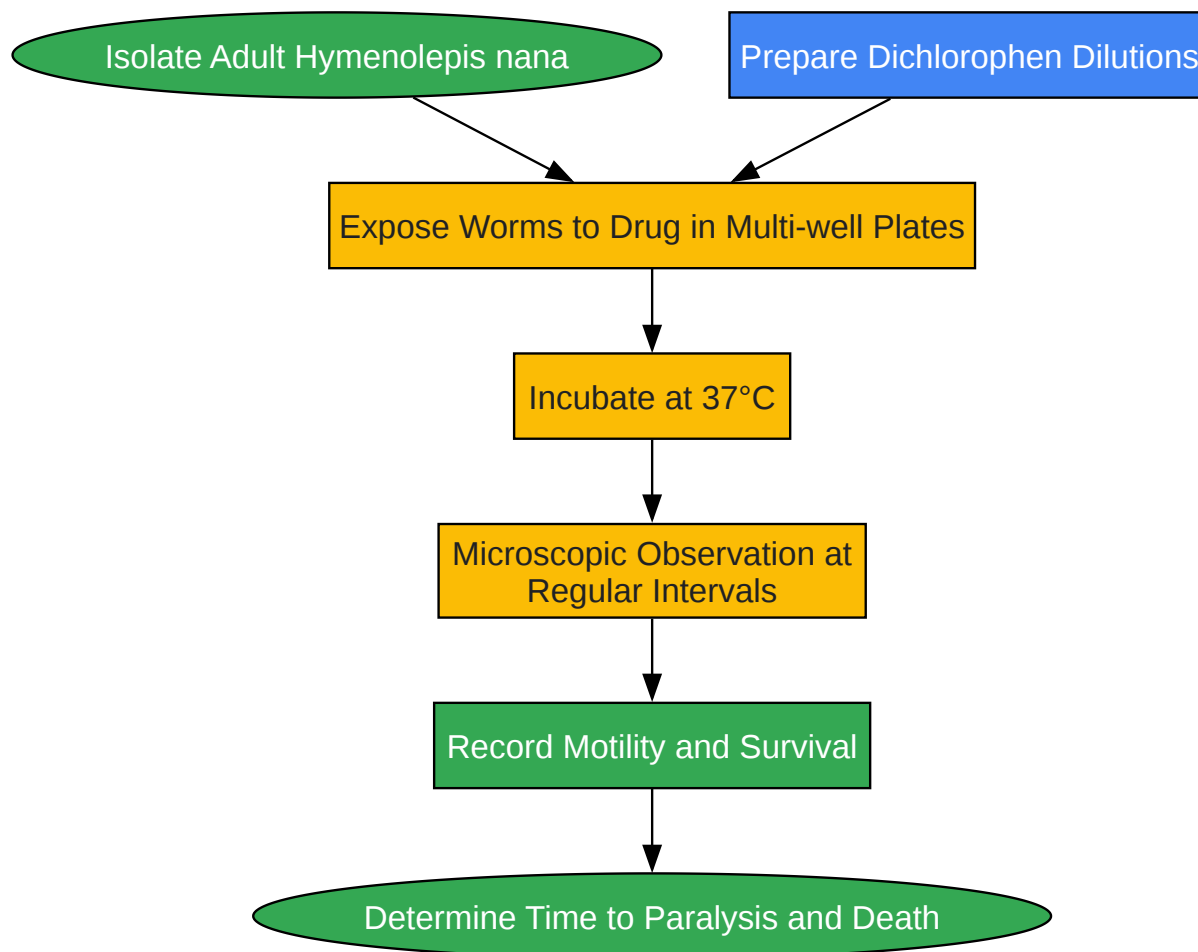 Isolate Adult Hymenolepis nana
Prepare Dichlorophen Dilutions
Expose Worms to Drug in Multi-well Plates
Incubate at 37°C
Microscopic Observation at
Regular Intervals
Record Motility and Survival
Determine Time to Paralysis and Death